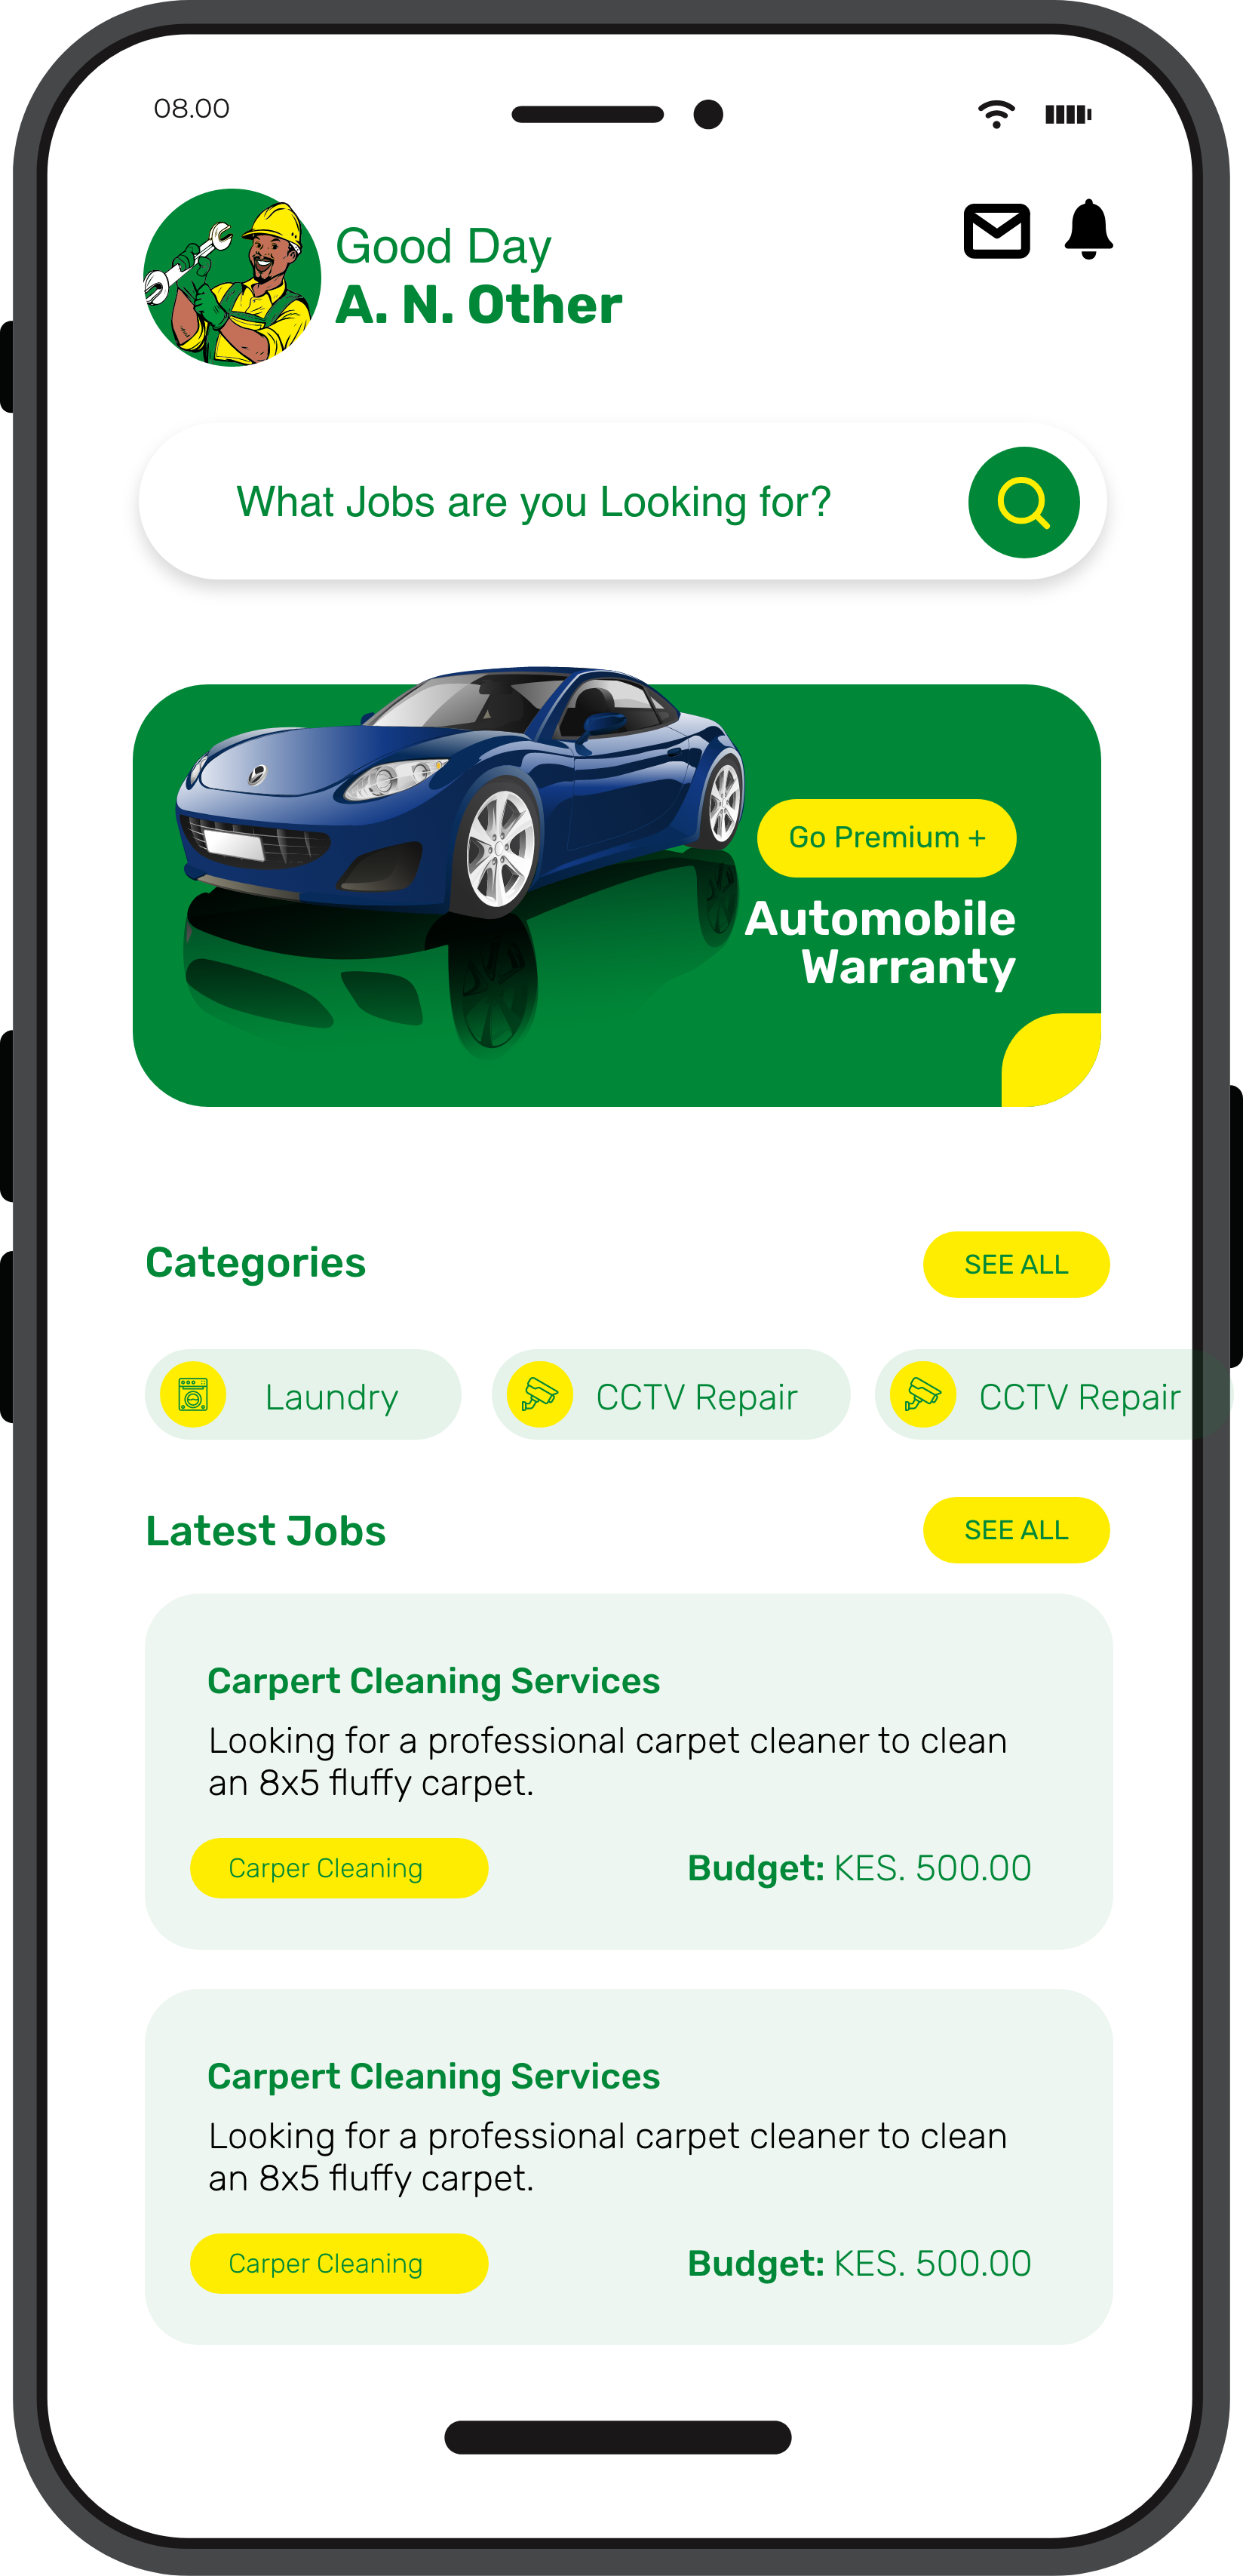 08.00
Good Day
A. N. Other
What Jobs are you Looking for?
Go Premium +
Automobile
Warranty
Categories
SEE ALL
Laundry
CCTV Repair
CCTV Repair
Latest Jobs
SEE ALL
Carpert Cleaning Services
Looking for a professional carpet cleaner to clean
an 8x5 fluffy carpet.
Carper Cleaning
Budget: KES. 500.00
Carpert Cleaning Services
Looking for a professional carpet cleaner to clean
an 8x5 fluffy carpet.
Carper Cleaning
Budget: KES. 500.00